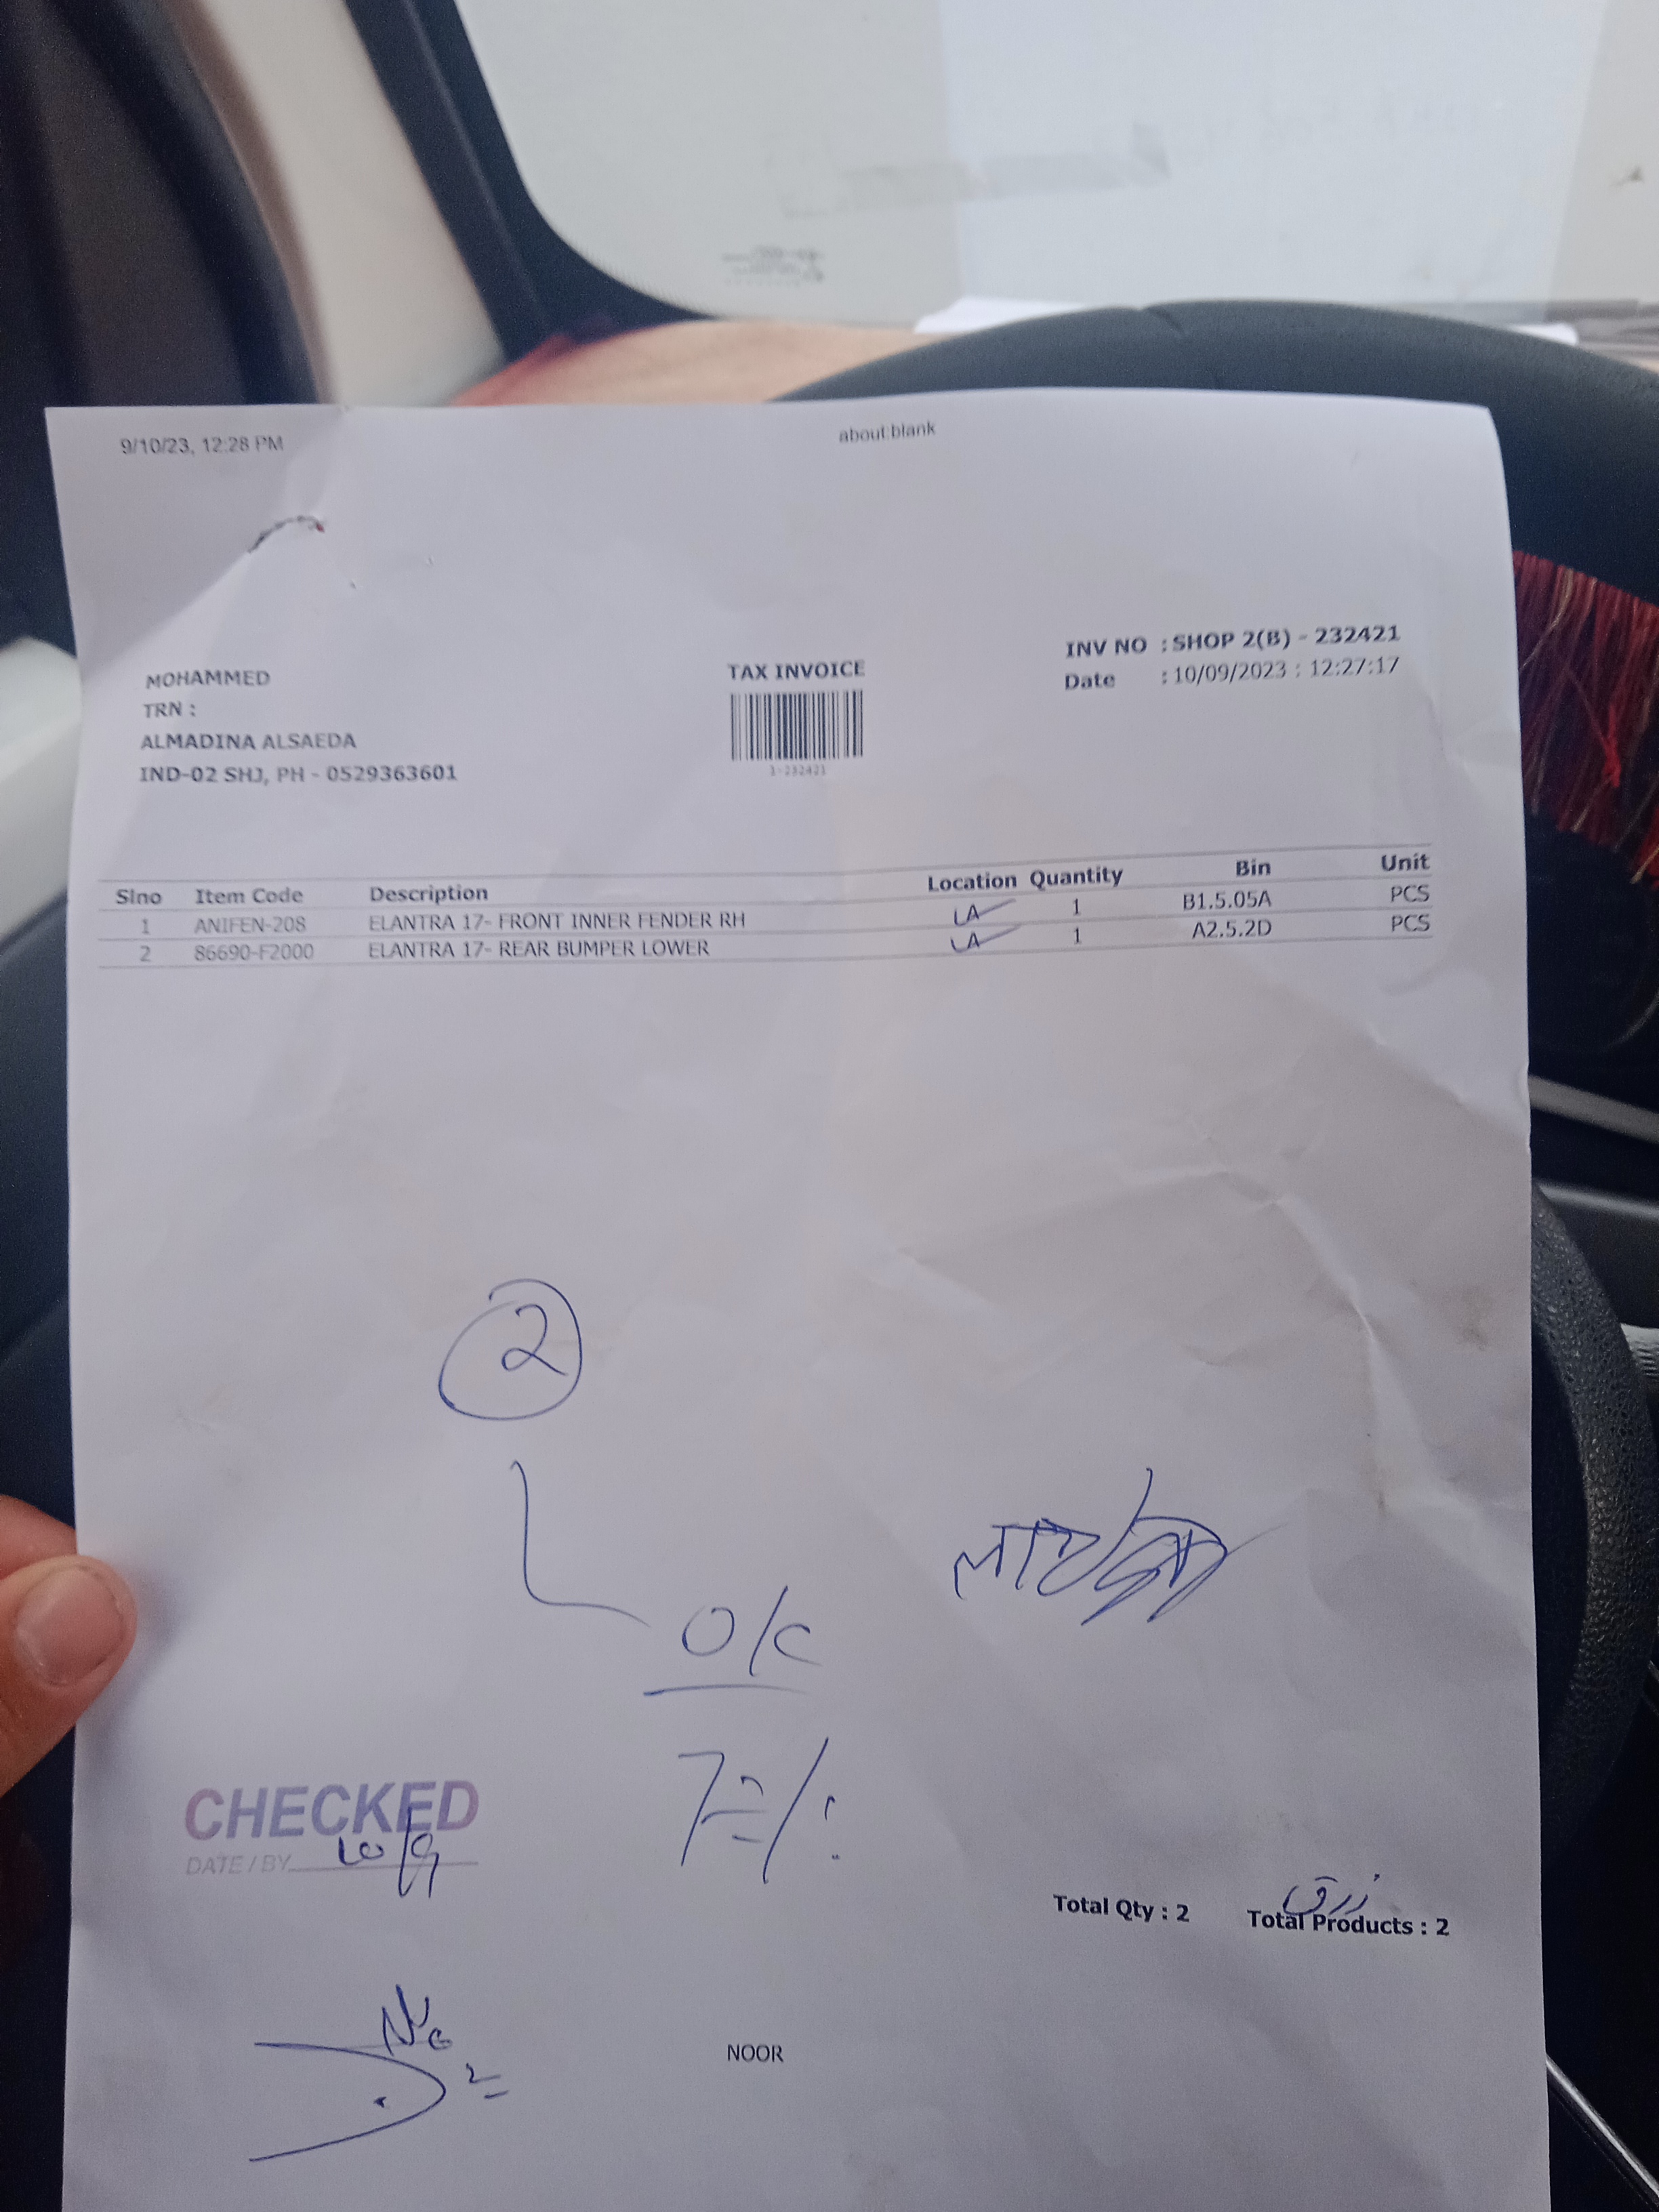 9/10/23, 12:28 PM about:blank
INV NO : SHOP 2(B) - 232421
Date : 10/09/2023 : 12:27:17
TAX INVOICE
1-232421
MOHAMMED
TRN :
ALMADINA ALSAEDA
IND-02 SHJ, PH - 0529363601
Slno Item Code Description Location Quantity Bin Unit
1 ANIFEN-208 ELANTRA 17- FRONT INNER FENDER RH LA 1 B1.5.05A PCS
2 86690-F2000 ELANTRA 17- REAR BUMPER LOWER LA 1 A2.5.2D PCS
2
O/C
CHECKED
DATE / BY 10/9
Total Qty : 2 Total Products : 2
NOOR